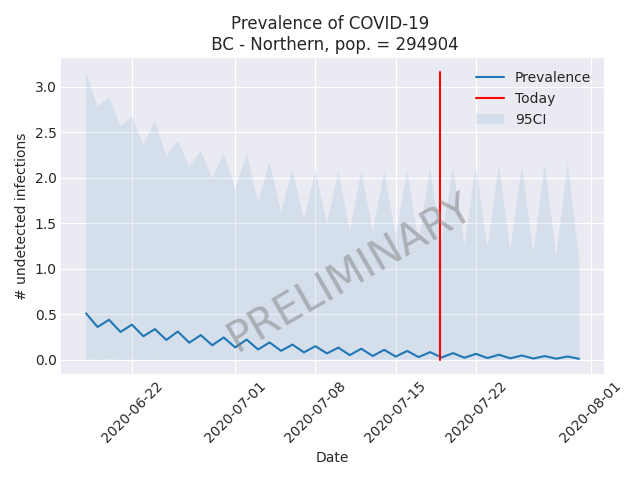 Prevalence of COVID-19
BC - Northern, pop. = 294904
Prevalence
Today
95CI
# undetected infections
3.0
2.5
2.0
1.5
1.0
0.5
0.0
PRELIMINARY
2020-06-22
2020-07-01
2020-07-08
2020-07-15
2020-07-22
2020-08-01
Date